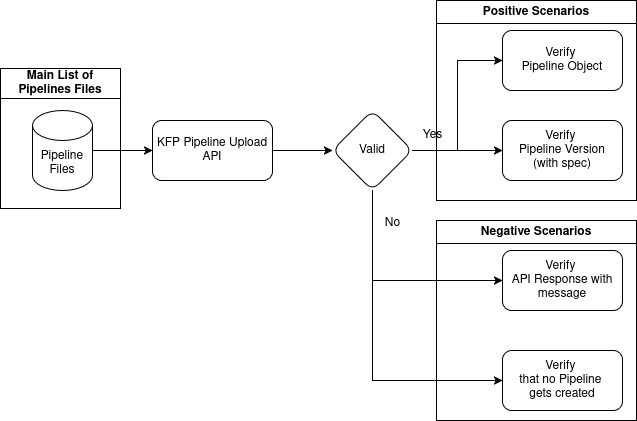 Main List of
Pipelines Files
Pipeline
Files
KFP Pipeline Upload
API
Valid
Yes
No
Positive Scenarios
Verify
Pipeline Object
Verify
Pipeline Version
(with spec)
Negative Scenarios
Verify
API Response with
message
Verify
that no Pipeline
gets created